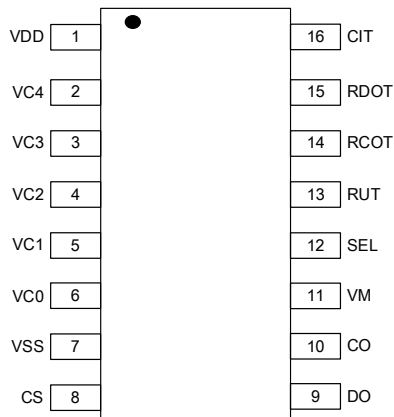 VDD 1 16 CIT
VC4 2 15 RDOT
VC3 3 14 RCOT
VC2 4 13 RUT
VC1 5 12 SEL
VC0 6 11 VM
VSS 7 10 CO
CS 8 9 DO